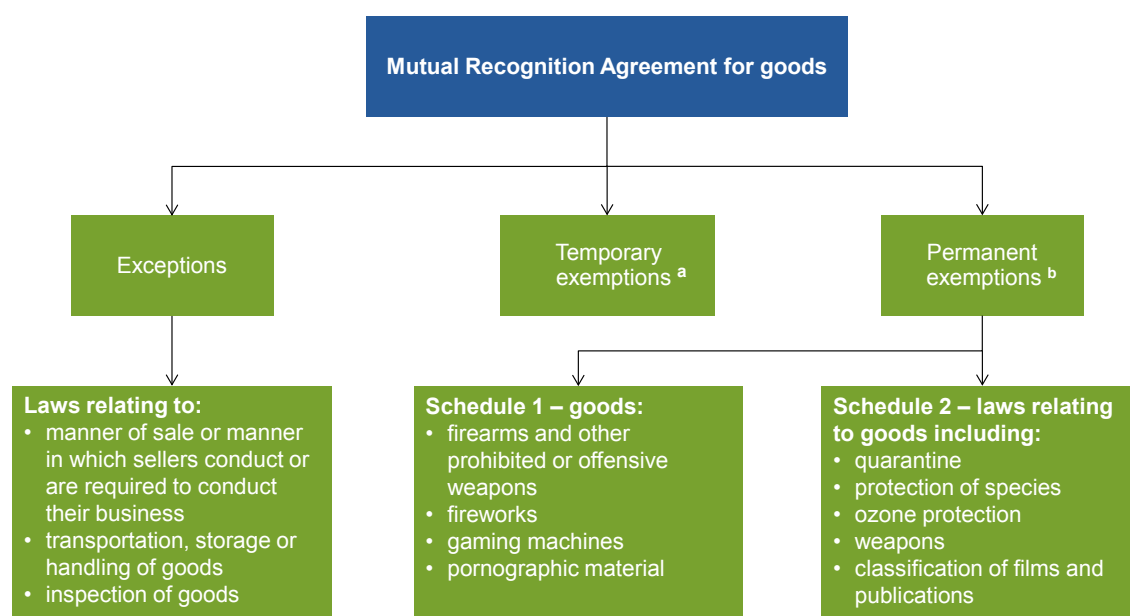 Mutual Recognition Agreement for goods
Exceptions
Temporary
exemptions a
Permanent
exemptions b
Laws relating to:
• manner of sale or manner
in which sellers conduct or
are required to conduct
their business
• transportation, storage or
handling of goods
• inspection of goods
Schedule 1 – goods:
• firearms and other
prohibited or offensive
weapons
• fireworks
• gaming machines
• pornographic material
Schedule 2 – laws relating
to goods including:
• quarantine
• protection of species
• ozone protection
• weapons
• classification of films and
publications